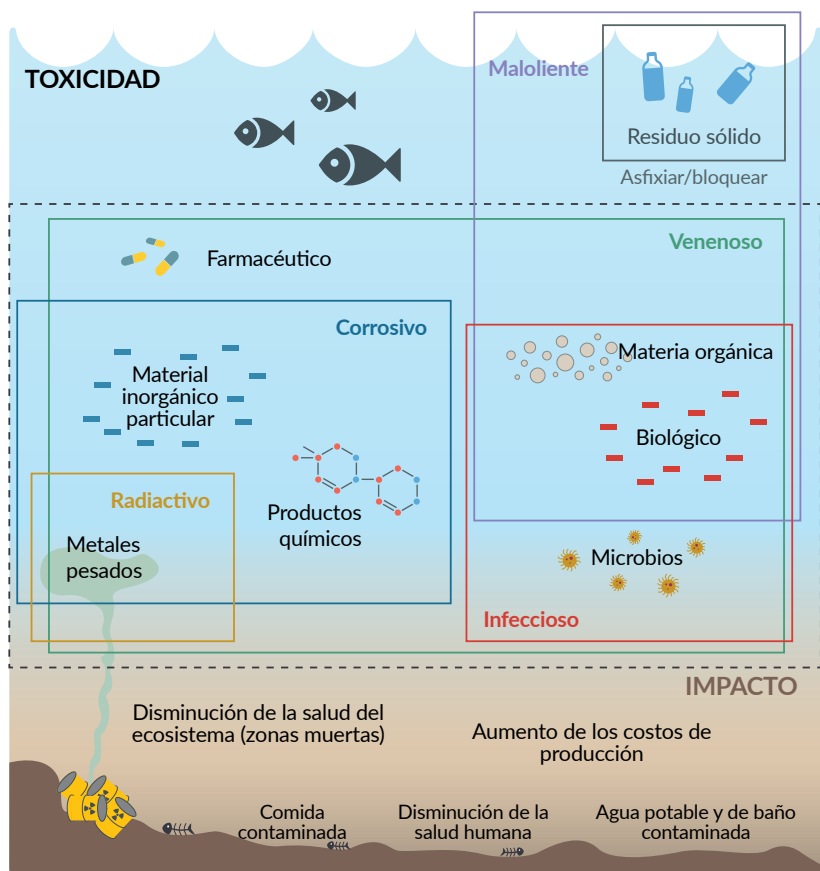 TOXICIDAD
Maloliente
Residuo sólido
Asfixiar/bloquear
Venenoso
Farmacéutico
Corrosivo
Materia orgánica
Material
inorgánico
particular
Biológico
Radiactivo
Productos
químicos
Metales
pesados
Microbios
Infeccioso
IMPACTO
Disminución de la salud del
ecosistema (zonas muertas)
Aumento de los costos de
producción
Comida
contaminada
Disminución de la
salud humana
Agua potable y de baño
contaminada